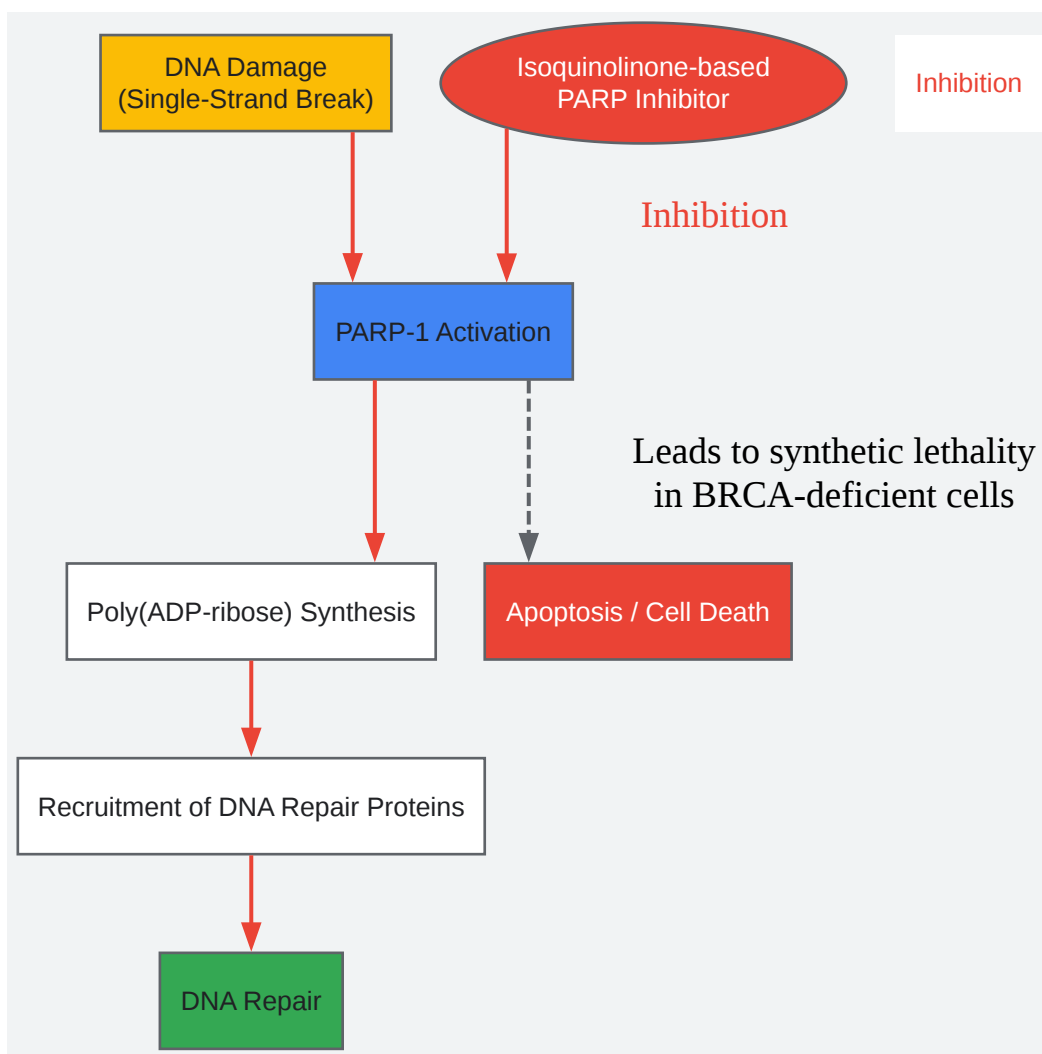 DNA Damage
(Single-Strand Break)
Isoquinolinone-based
PARP Inhibitor
Inhibition
Inhibition
PARP-1 Activation
Leads to synthetic lethality
in BRCA-deficient cells
Poly(ADP-ribose) Synthesis
Apoptosis / Cell Death
Recruitment of DNA Repair Proteins
DNA Repair